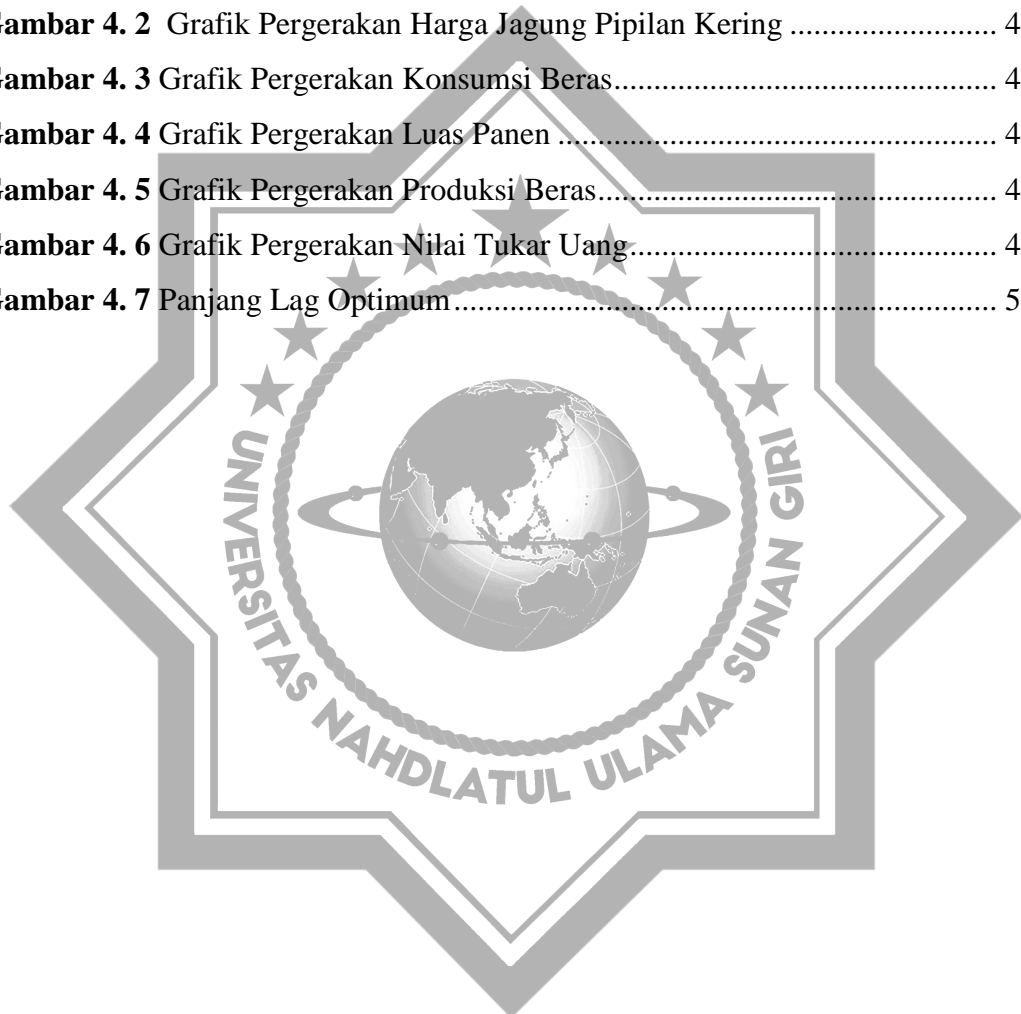 ambar 4. 2 Grafik Pergerakan Harga Jagung Pipilan Kering ......................... 4
ambar 4. 3 Grafik Pergerakan Konsumsi Beras.............................................. 4
ambar 4. 4 Grafik Pergerakan Luas Panen ..................................................... 4
ambar 4. 5 Grafik Pergerakan Produksi Beras................................................ 4
ambar 4. 6 Grafik Pergerakan Nilai Tukar Uang............................................ 4
ambar 4. 7 Panjang Lag Optimum.................................................................. 5
UNIVERSITAS NAHDLATUL ULAMA SUNAN GIRI